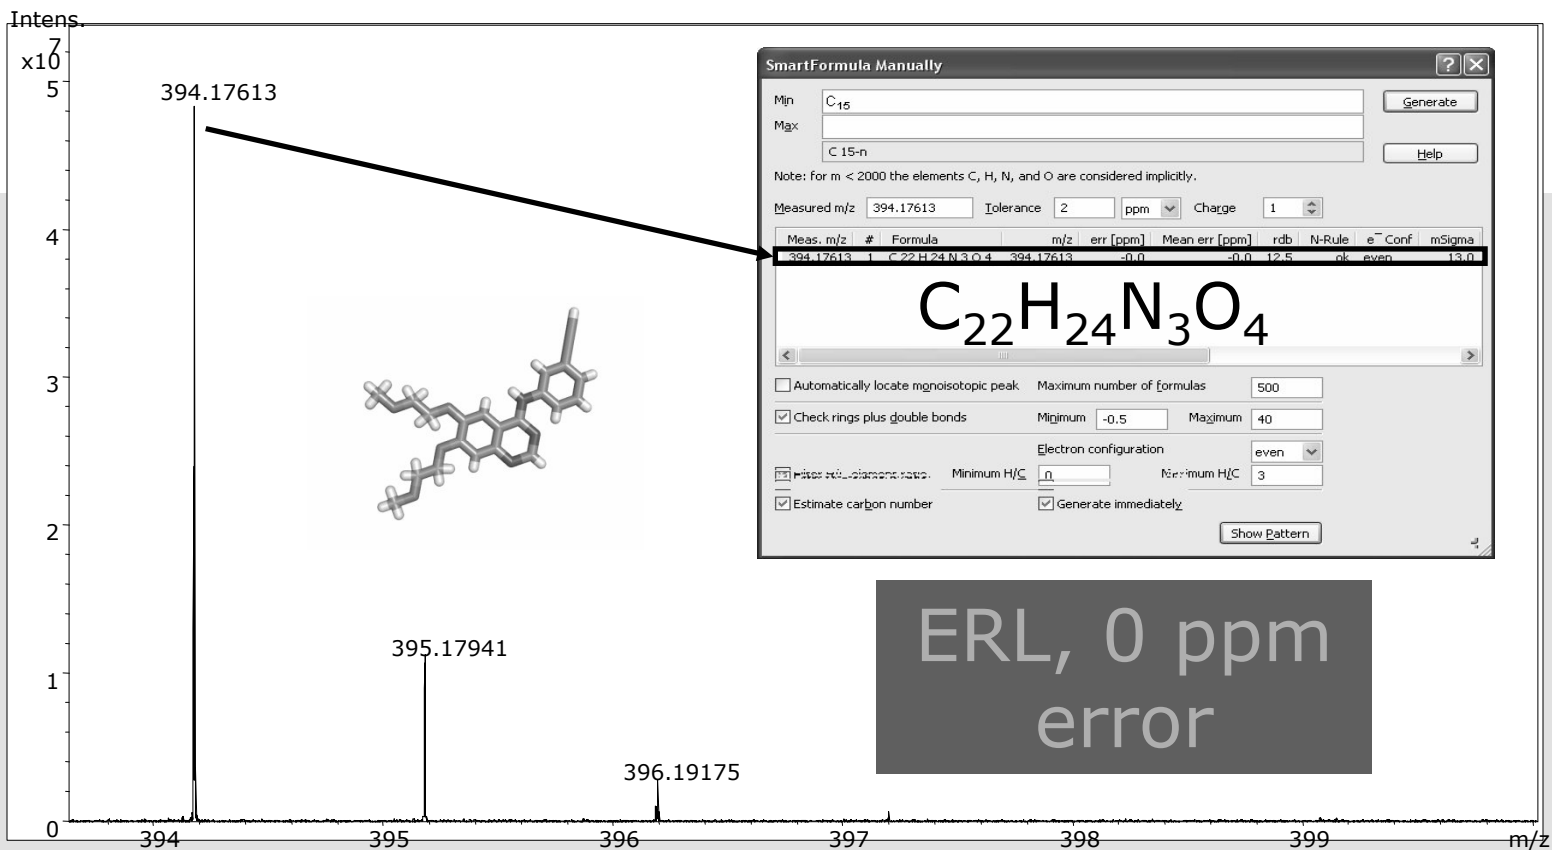 Intens.
x10⁷
5
4
3
2
1
0
394.17613
395.17941
396.19175
394 395 396 397 398 399 m/z
SmartFormula Manually
Min C₁₅ Generate
Max
C 15-n Help
Note: for m < 2000 the elements C, H, N, and O are considered implicitly.
Measured m/z 394.17613 Tolerance 2 ppm Charge 1
Meas. m/z # Formula m/z err [ppm] Mean err [ppm] rdb N-Rule e⁻ Conf mSigma
394.17613 1 C 22 H 24 N 3 O 4 394.17613 -0.0 -0.0 12.5 ok even 13.0
C₂₂H₂₄N₃O₄
Automatically locate monoisotopic peak Maximum number of formulas 500
Check rings plus double bonds Minimum -0.5 Maximum 40
Electron configuration even
Minimum H/C 0 H/C 3
Estimate carbon number Generate immediately
Show Pattern
ERL, 0 ppm
error